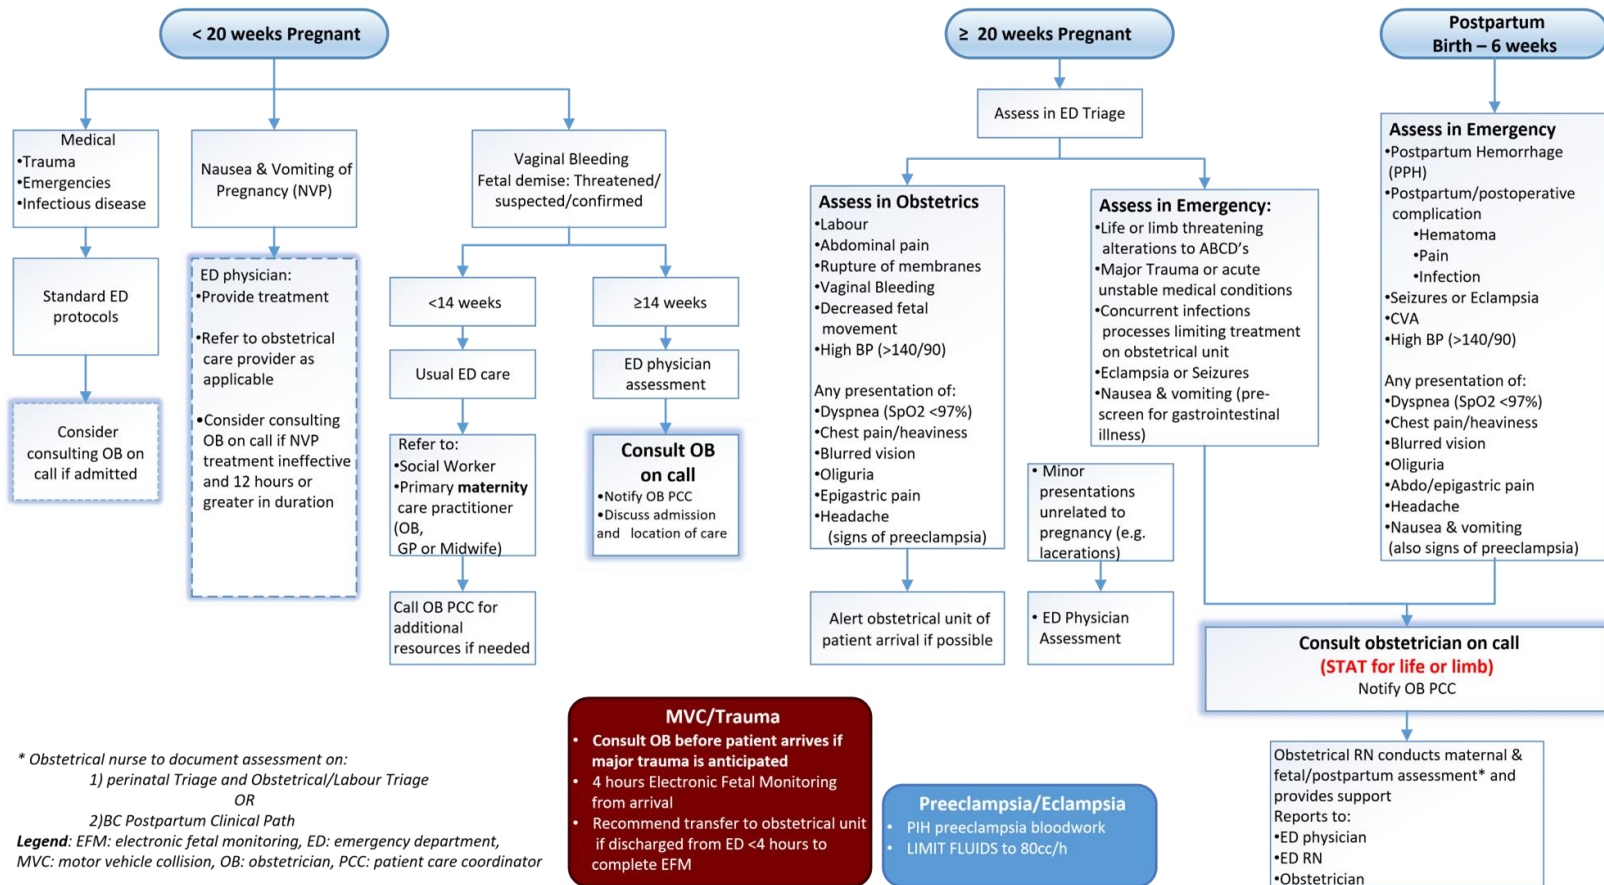 < 20 weeks Pregnant
Medical
•Trauma
•Emergencies
•Infectious disease
Standard ED
protocols
Consider
consulting OB on
call if admitted
Nausea & Vomiting of
Pregnancy (NVP)
ED physician:
•Provide treatment
•Refer to obstetrical
care provider as
applicable
•Consider consulting
OB on call if NVP
treatment ineffective
and 12 hours or
greater in duration
Vaginal Bleeding
Fetal demise: Threatened/
suspected/confirmed
<14 weeks
Usual ED care
Refer to:
•Social Worker
•Primary maternity
care practitioner
(OB,
GP or Midwife)
Call OB PCC for
additional
resources if needed
≥14 weeks
ED physician
assessment
Consult OB
on call
•Notify OB PCC
•Discuss admission
and location of care
≥ 20 weeks Pregnant
Assess in ED Triage
Assess in Obstetrics
•Labour
•Abdominal pain
•Rupture of membranes
•Vaginal Bleeding
•Decreased fetal
movement
•High BP (>140/90)
Any presentation of:
•Dyspnea (SpO2 <97%)
•Chest pain/heaviness
•Blurred vision
•Oliguria
•Epigastric pain
•Headache
(signs of preeclampsia)
Alert obstetrical unit of
patient arrival if possible
Assess in Emergency:
•Life or limb threatening
alterations to ABCD's
•Major Trauma or acute
unstable medical conditions
•Concurrent infections
processes limiting treatment
on obstetrical unit
•Eclampsia or Seizures
•Nausea & vomiting (pre-
screen for gastrointestinal
illness)
• Minor
presentations
unrelated to
pregnancy (e.g.
lacerations)
• ED Physician
Assessment
Postpartum
Birth – 6 weeks
Assess in Emergency
•Postpartum Hemorrhage
(PPH)
•Postpartum/postoperative
complication
•Hematoma
•Pain
•Infection
•Seizures or Eclampsia
•CVA
•High BP (>140/90)
Any presentation of:
•Dyspnea (SpO2 <97%)
•Chest pain/heaviness
•Blurred vision
•Oliguria
•Abdo/epigastric pain
•Headache
•Nausea & vomiting
(also signs of preeclampsia)
Consult obstetrician on call
(STAT for life or limb)
Notify OB PCC
Obstetrical RN conducts maternal &
fetal/postpartum assessment* and
provides support
Reports to:
•ED physician
•ED RN
•Obstetrician
MVC/Trauma
• Consult OB before patient arrives if
major trauma is anticipated
• 4 hours Electronic Fetal Monitoring
from arrival
• Recommend transfer to obstetrical unit
if discharged from ED <4 hours to
complete EFM
Preeclampsia/Eclampsia
• PIH preeclampsia bloodwork
• LIMIT FLUIDS to 80cc/h
* Obstetrical nurse to document assessment on:
1) perinatal Triage and Obstetrical/Labour Triage
OR
2)BC Postpartum Clinical Path
Legend: EFM: electronic fetal monitoring, ED: emergency department,
MVC: motor vehicle collision, OB: obstetrician, PCC: patient care coordinator